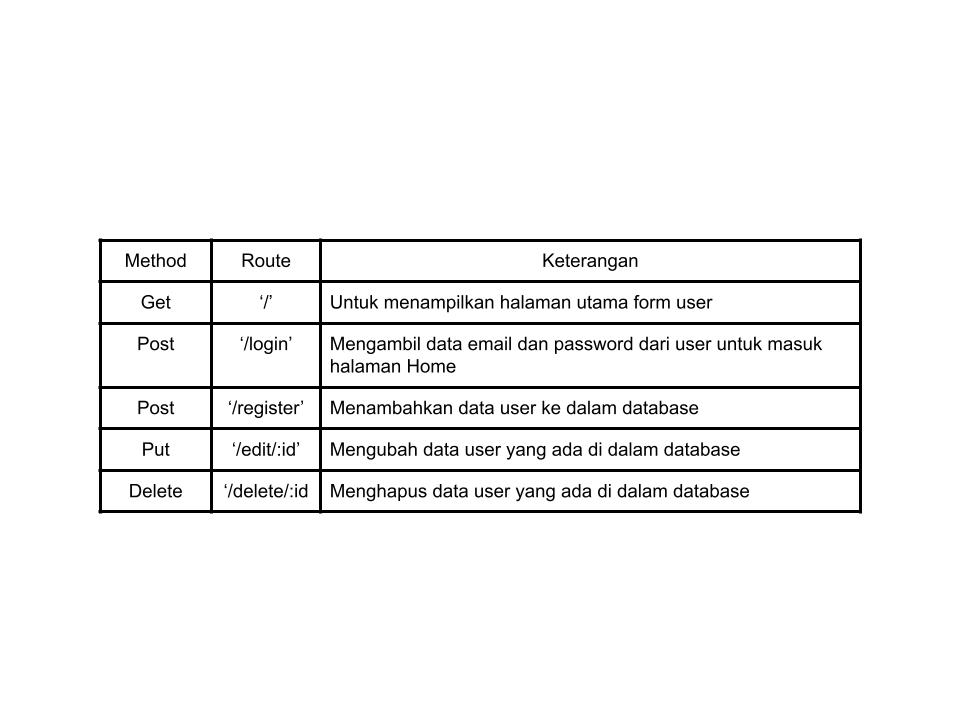 Method Route Keterangan
Get ‘/’ Untuk menampilkan halaman utama form user
Post ‘/login’ Mengambil data email dan password dari user untuk masuk
halaman Home
Post ‘/register’ Menambahkan data user ke dalam database
Put ‘/edit/:id’ Mengubah data user yang ada di dalam database
Delete ‘/delete/:id Menghapus data user yang ada di dalam database